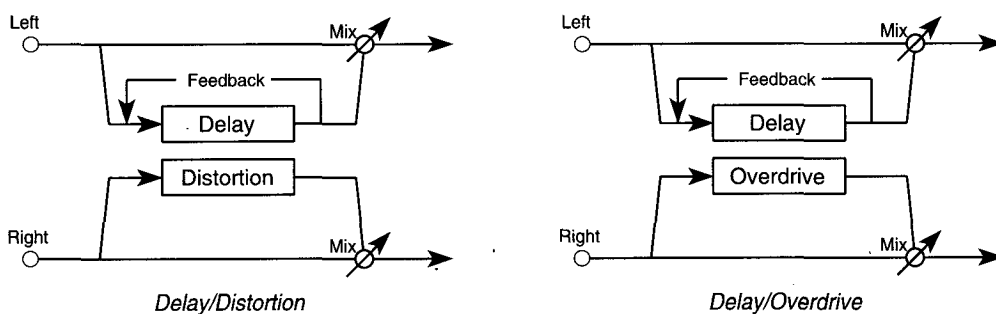 Left
Mix
Feedback
Delay
Distortion
Right
Mix
Delay/Distortion
Left
Mix
Feedback
Delay
Overdrive
Right
Mix
Delay/Overdrive